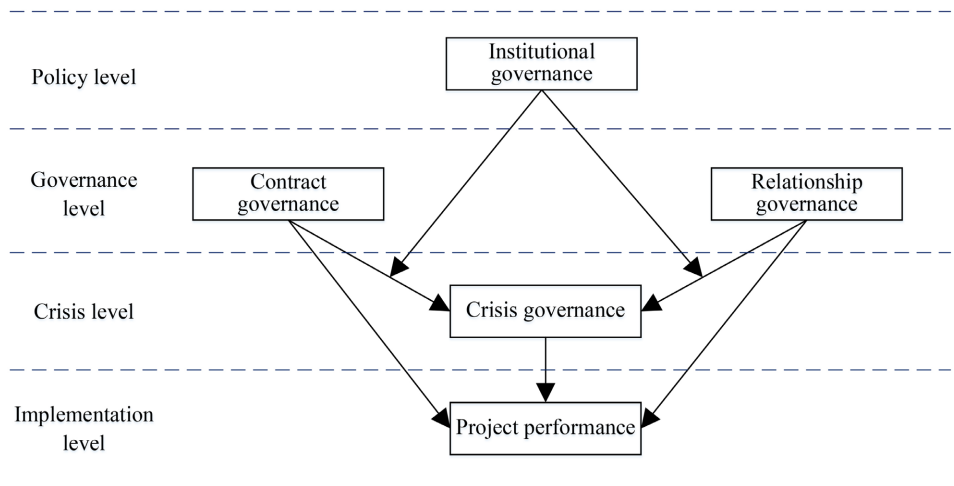 Policy level
Institutional
governance
Governance
level
Contract
governance
Relationship
governance
Crisis level
Crisis governance
Implementation
level
Project performance